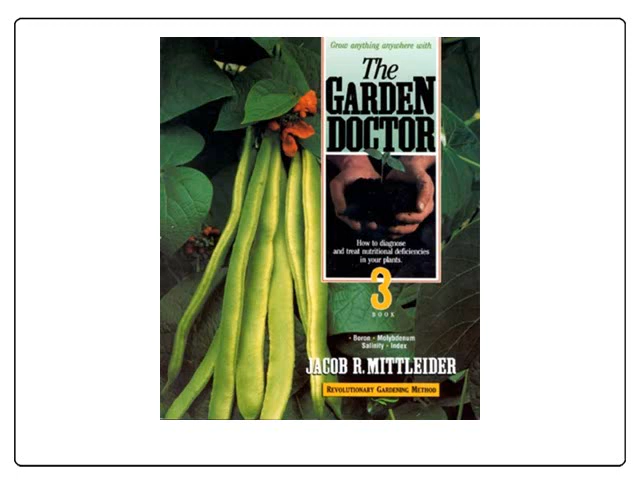 Grow anything anywhere with
The
GARDEN
DOCTOR
How to diagnose
and treat nutritional deficiencies
in your plants.
3
BOOK
• Boron • Molybdenum
Salinity • Index
JACOB R. MITTLEIDER
REVOLUTIONARY GARDENING METHOD